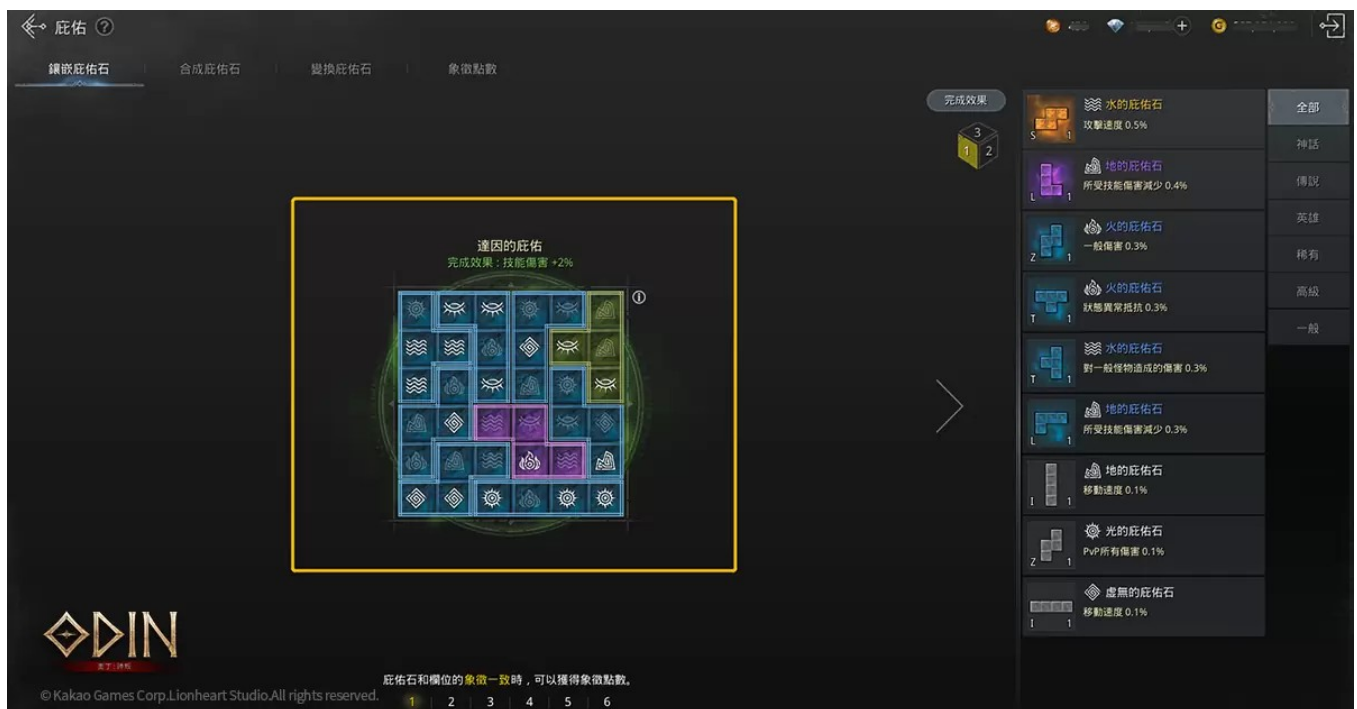 庇佑 ?
鑲嵌庇佑石
合成庇佑石
變換庇佑石
象徵點數
完成效果
3
1 2
達因的庇佑
完成效果 : 技能傷害 +2%
水的庇佑石
攻擊速度 0.5%
S 1
地的庇佑石
所受技能傷害減少 0.4%
L 1
火的庇佑石
一般傷害 0.3%
Z 1
火的庇佑石
狀態異常抵抗 0.3%
T 1
水的庇佑石
對一般怪物造成的傷害 0.3%
T 1
地的庇佑石
所受技能傷害減少 0.3%
L 1
地的庇佑石
移動速度 0.1%
I 1
光的庇佑石
PvP所有傷害 0.1%
Z 1
虛無的庇佑石
移動速度 0.1%
I 1
全部
神話
傳說
英雄
稀有
高級
一般
ODIN
庇佑石和欄位的象徵一致時，可以獲得象徵點數。
1 2 3 4 5 6
© Kakao Games Corp.Lionheart Studio.All rights reserved.